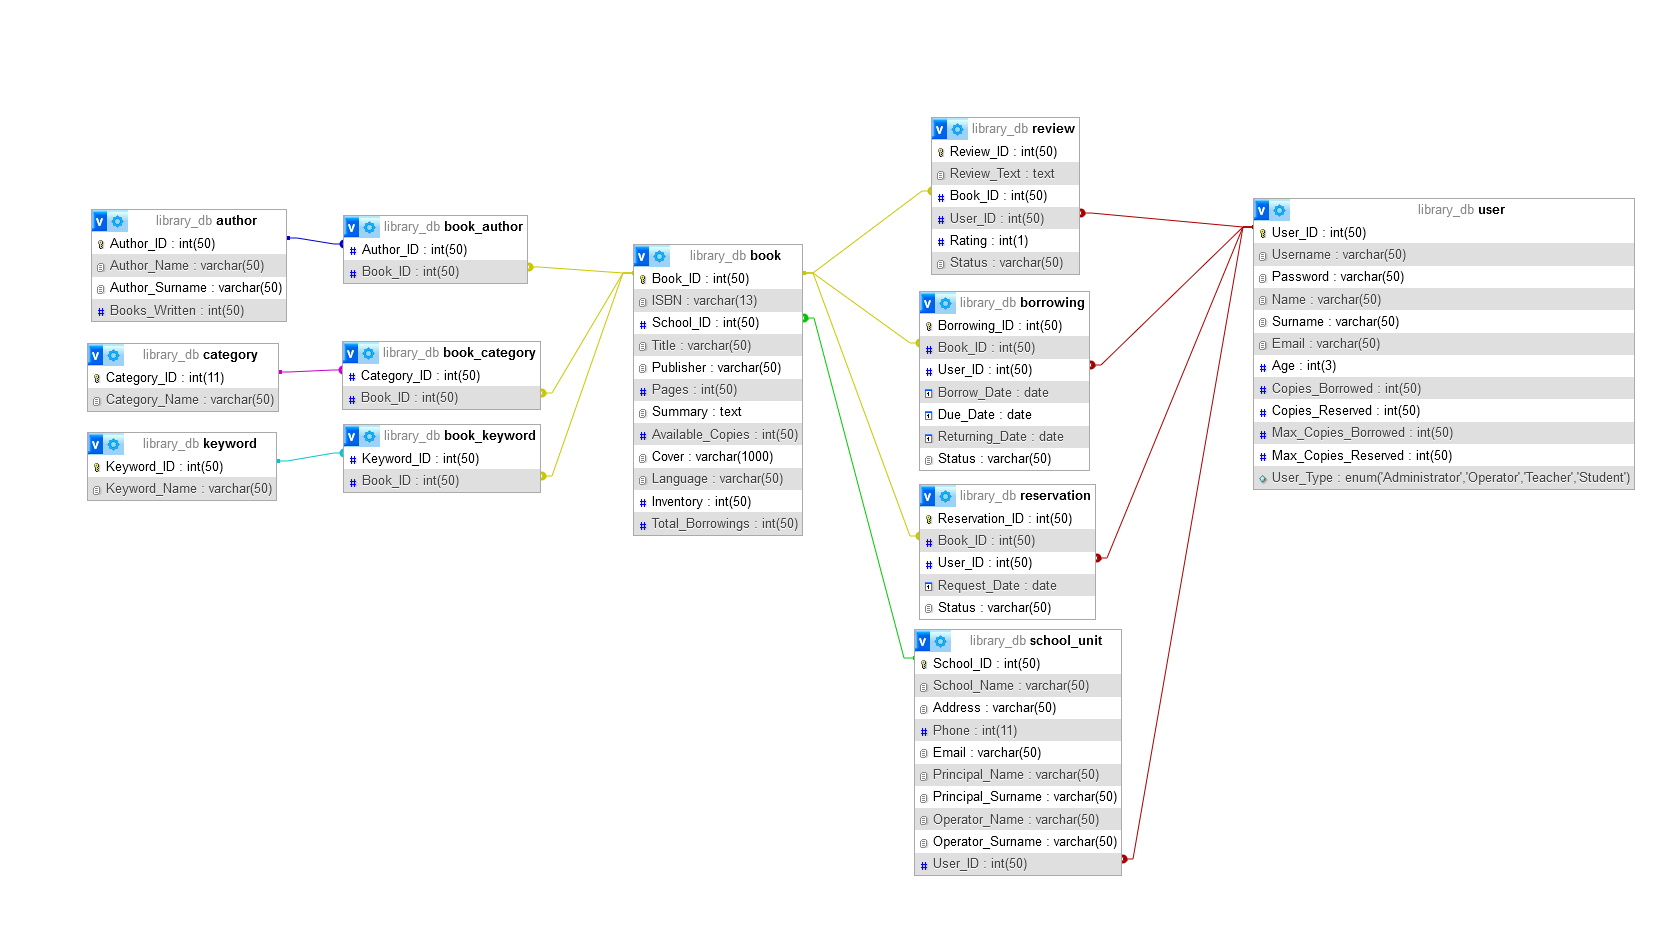 library_db author
Author_ID : int(50)
Author_Name : varchar(50)
Author_Surname : varchar(50)
Books_Written : int(50)
library_db category
Category_ID : int(11)
Category_Name : varchar(50)
library_db keyword
Keyword_ID : int(50)
Keyword_Name : varchar(50)
library_db book_author
Author_ID : int(50)
Book_ID : int(50)
library_db book_category
Category_ID : int(50)
Book_ID : int(50)
library_db book_keyword
Keyword_ID : int(50)
Book_ID : int(50)
library_db book
Book_ID : int(50)
ISBN : varchar(13)
School_ID : int(50)
Title : varchar(50)
Publisher : varchar(50)
Pages : int(50)
Summary : text
Available_Copies : int(50)
Cover : varchar(1000)
Language : varchar(50)
Inventory : int(50)
Total_Borrowings : int(50)
library_db review
Review_ID : int(50)
Review_Text : text
Book_ID : int(50)
User_ID : int(50)
Rating : int(1)
Status : varchar(50)
library_db borrowing
Borrowing_ID : int(50)
Book_ID : int(50)
User_ID : int(50)
Borrow_Date : date
Due_Date : date
Returning_Date : date
Status : varchar(50)
library_db reservation
Reservation_ID : int(50)
Book_ID : int(50)
User_ID : int(50)
Request_Date : date
Status : varchar(50)
library_db school_unit
School_ID : int(50)
School_Name : varchar(50)
Address : varchar(50)
Phone : int(11)
Email : varchar(50)
Principal_Name : varchar(50)
Principal_Surname : varchar(50)
Operator_Name : varchar(50)
Operator_Surname : varchar(50)
User_ID : int(50)
library_db user
User_ID : int(50)
Username : varchar(50)
Password : varchar(50)
Name : varchar(50)
Surname : varchar(50)
Email : varchar(50)
Age : int(3)
Copies_Borrowed : int(50)
Copies_Reserved : int(50)
Max_Copies_Borrowed : int(50)
Max_Copies_Reserved : int(50)
User_Type : enum('Administrator','Operator','Teacher','Student')